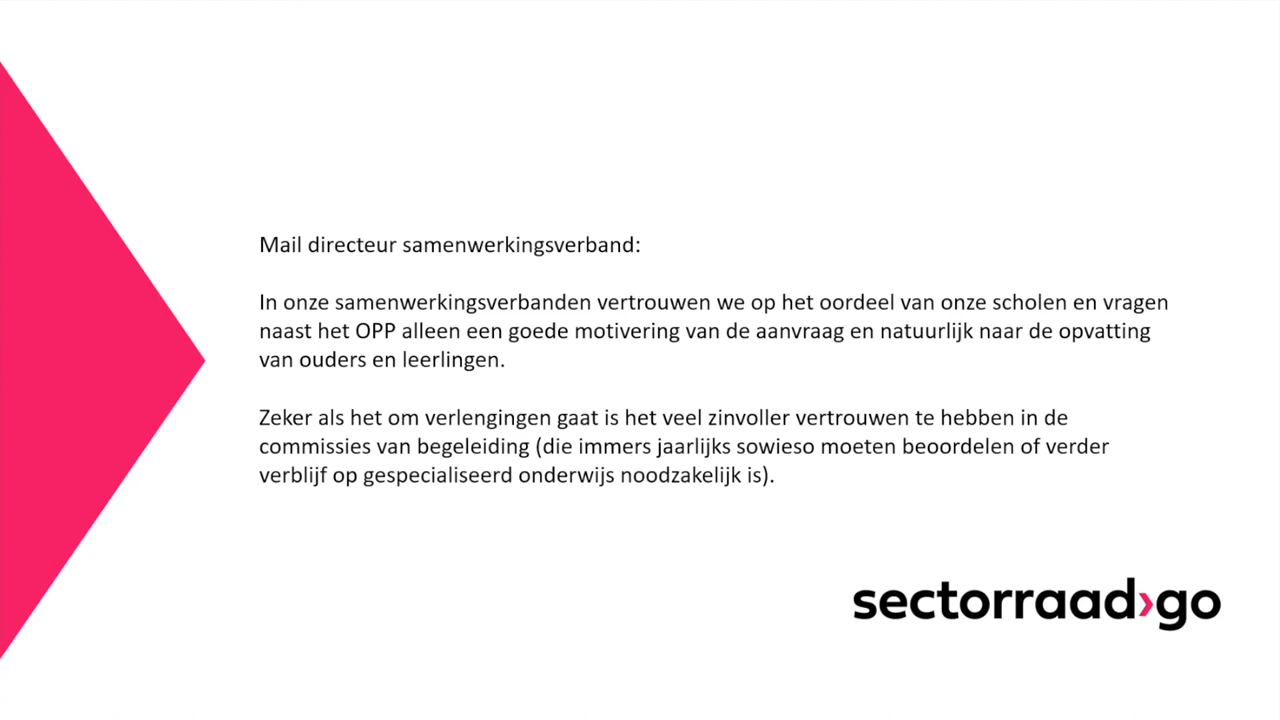 Mail directeur samenwerkingsverband:
In onze samenwerkingsverbanden vertrouwen we op het oordeel van onze scholen en vragen
naast het OPP alleen een goede motivering van de aanvraag en natuurlijk naar de opvatting
van ouders en leerlingen.
Zeker als het om verlengingen gaat is het veel zinvoller vertrouwen te hebben in de
commissies van begeleiding (die immers jaarlijks sowieso moeten beoordelen of verder
verblijf op gespecialiseerd onderwijs noodzakelijk is).
sectorraad›go